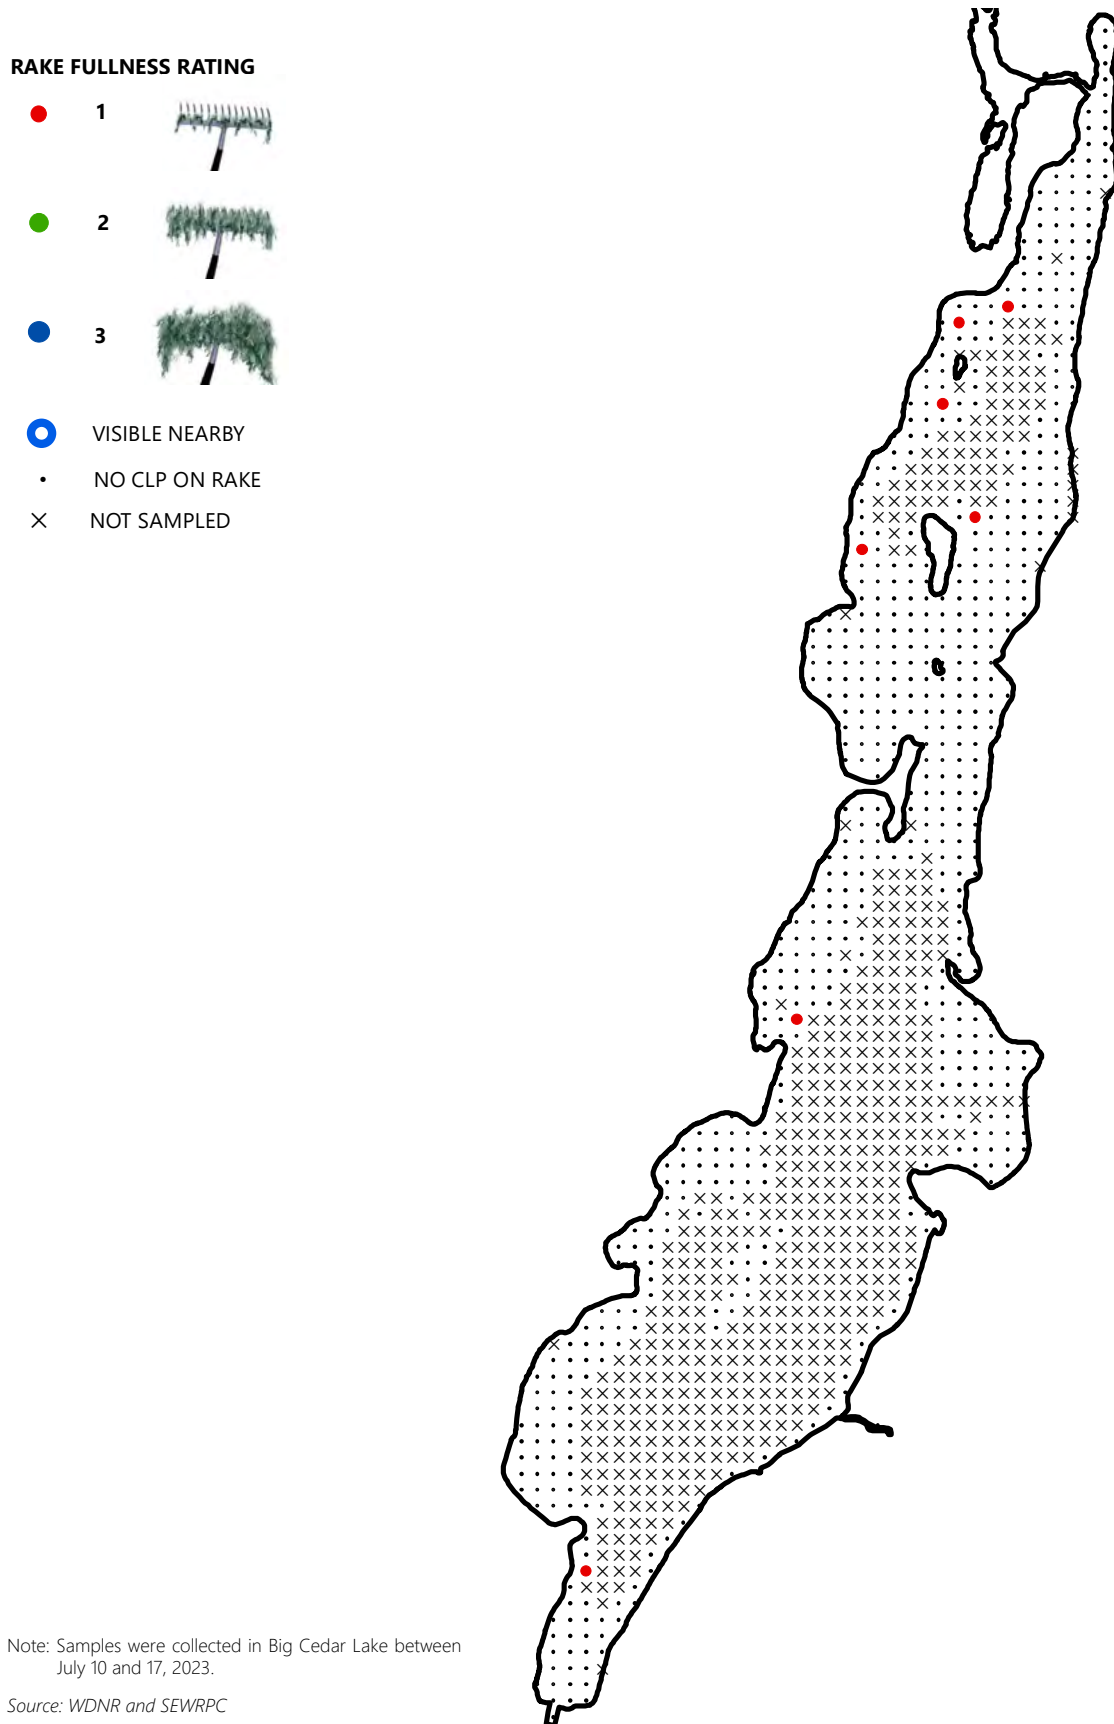 RAKE FULLNESS RATING
1
2
3
VISIBLE NEARBY
NO CLP ON RAKE
NOT SAMPLED
Note: Samples were collected in Big Cedar Lake between
July 10 and 17, 2023.
Source: WDNR and SEWRPC